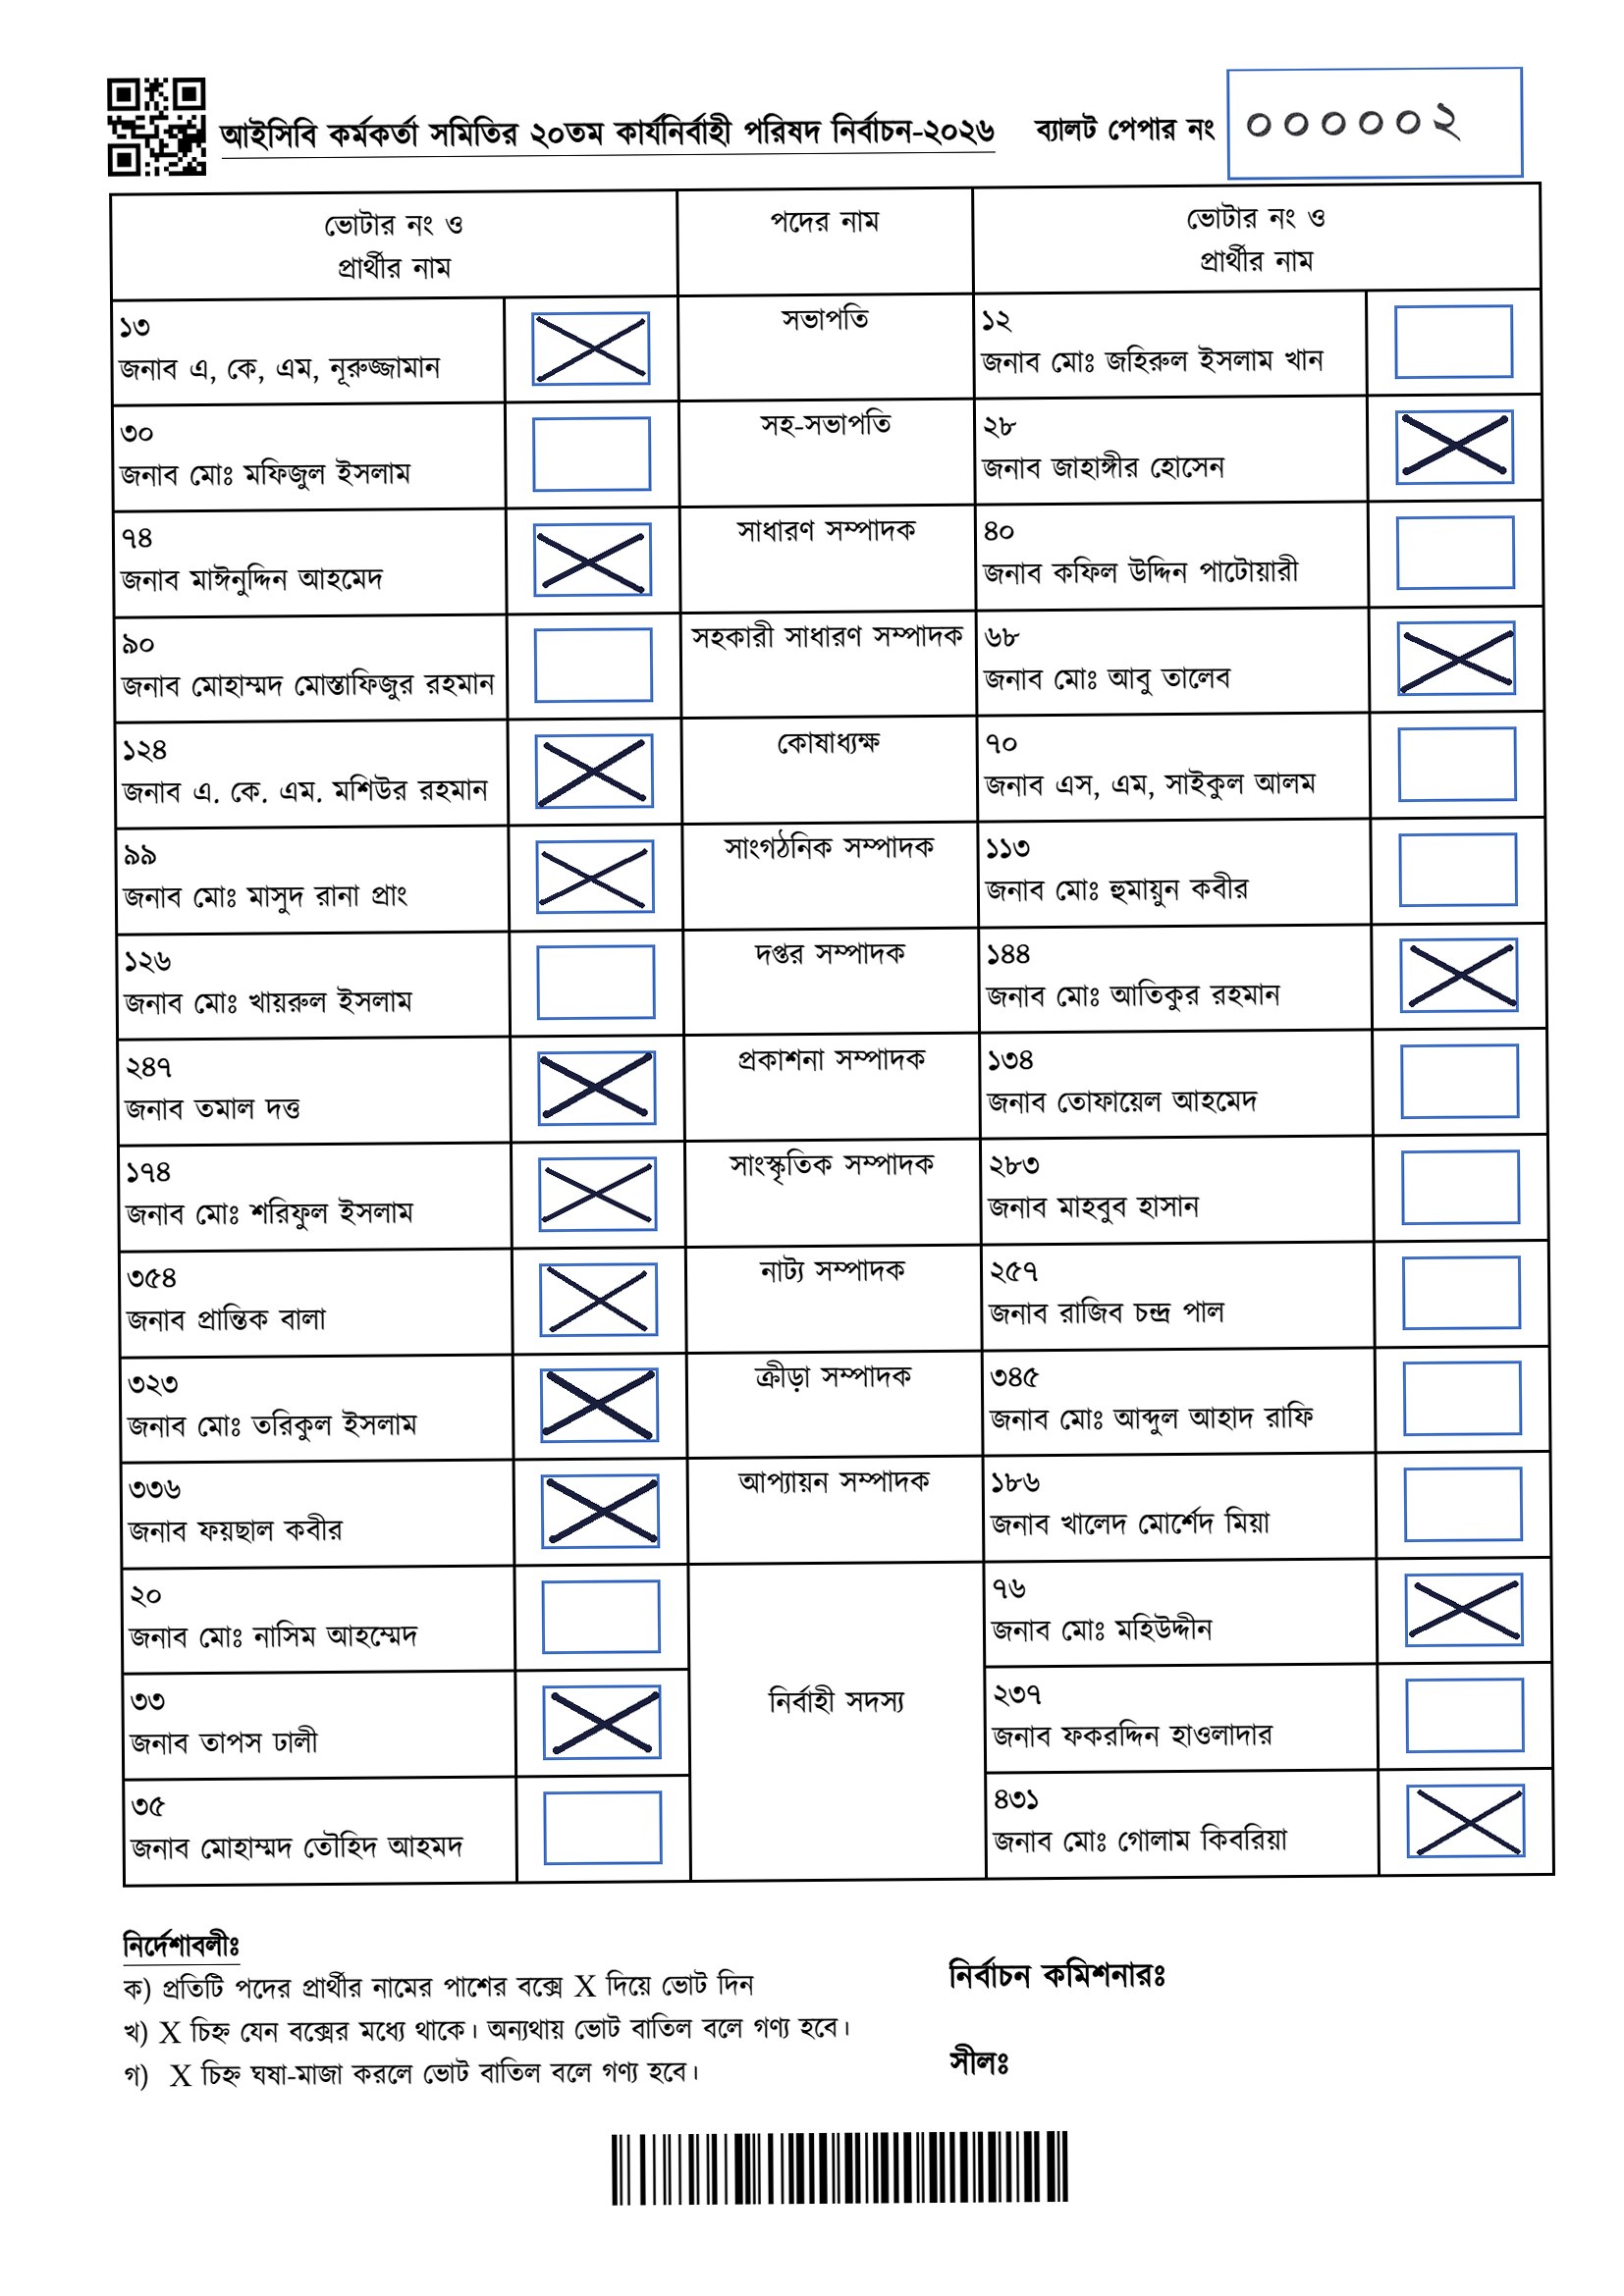 আইসিবি কর্মকর্তা সমিতির ২০তম কার্যনির্বাহী পরিষদ নির্বাচন-২০২৬ ব্যালট পেপার নং ০০০০০২
ভোটার নং ও
প্রার্থীর নাম
পদের নাম
ভোটার নং ও
প্রার্থীর নাম
১৩
জনাব এ, কে, এম, নূরুজ্জামান
X
সভাপতি
১২
জনাব মোঃ জহিরুল ইসলাম খান
৩০
জনাব মোঃ মফিজুল ইসলাম
সহ-সভাপতি
২৮
জনাব জাহাঙ্গীর হোসেন
X
৭৪
জনাব মাঈনুদ্দিন আহমেদ
X
সাধারণ সম্পাদক
৪০
জনাব কফিল উদ্দিন পাটোয়ারী
৯০
জনাব মোহাম্মদ মোস্তাফিজুর রহমান
সহকারী সাধারণ সম্পাদক
৬৮
জনাব মোঃ আবু তালেব
X
১২৪
জনাব এ. কে. এম. মশিউর রহমান
X
কোষাধ্যক্ষ
৭০
জনাব এস, এম, সাইকুল আলম
৯৯
জনাব মোঃ মাসুদ রানা প্রাং
X
সাংগঠনিক সম্পাদক
১১৩
জনাব মোঃ হুমায়ুন কবীর
১২৬
জনাব মোঃ খায়রুল ইসলাম
দপ্তর সম্পাদক
১৪৪
জনাব মোঃ আতিকুর রহমান
X
২৪৭
জনাব তমাল দত্ত
X
প্রকাশনা সম্পাদক
১৩৪
জনাব তোফায়েল আহমেদ
১৭৪
জনাব মোঃ শরিফুল ইসলাম
X
সাংস্কৃতিক সম্পাদক
২৮৩
জনাব মাহবুব হাসান
৩৫৪
জনাব প্রান্তিক বালা
X
নাট্য সম্পাদক
২৫৭
জনাব রাজিব চন্দ্র পাল
৩২৩
জনাব মোঃ তরিকুল ইসলাম
X
ক্রীড়া সম্পাদক
৩৪৫
জনাব মোঃ আব্দুল আহাদ রাফি
৩৩৬
জনাব ফয়ছাল কবীর
X
আপ্যায়ন সম্পাদক
১৮৬
জনাব খালেদ মোর্শেদ মিয়া
২০
জনাব মোঃ নাসিম আহম্মেদ
৭৬
জনাব মোঃ মহিউদ্দীন
X
৩৩
জনাব তাপস ঢালী
X
নির্বাহী সদস্য
২৩৭
জনাব ফকরদ্দিন হাওলাদার
৩৫
জনাব মোহাম্মদ তৌহিদ আহমদ
৪৩১
জনাব মোঃ গোলাম কিবরিয়া
X
নির্দেশাবলীঃ
ক) প্রতিটি পদের প্রার্থীর নামের পাশের বক্সে X দিয়ে ভোট দিন
খ) X চিহ্ন যেন বক্সের মধ্যে থাকে। অন্যথায় ভোট বাতিল বলে গণ্য হবে।
গ) X চিহ্ন ঘষা-মাজা করলে ভোট বাতিল বলে গণ্য হবে।
নির্বাচন কমিশনারঃ
সীলঃ